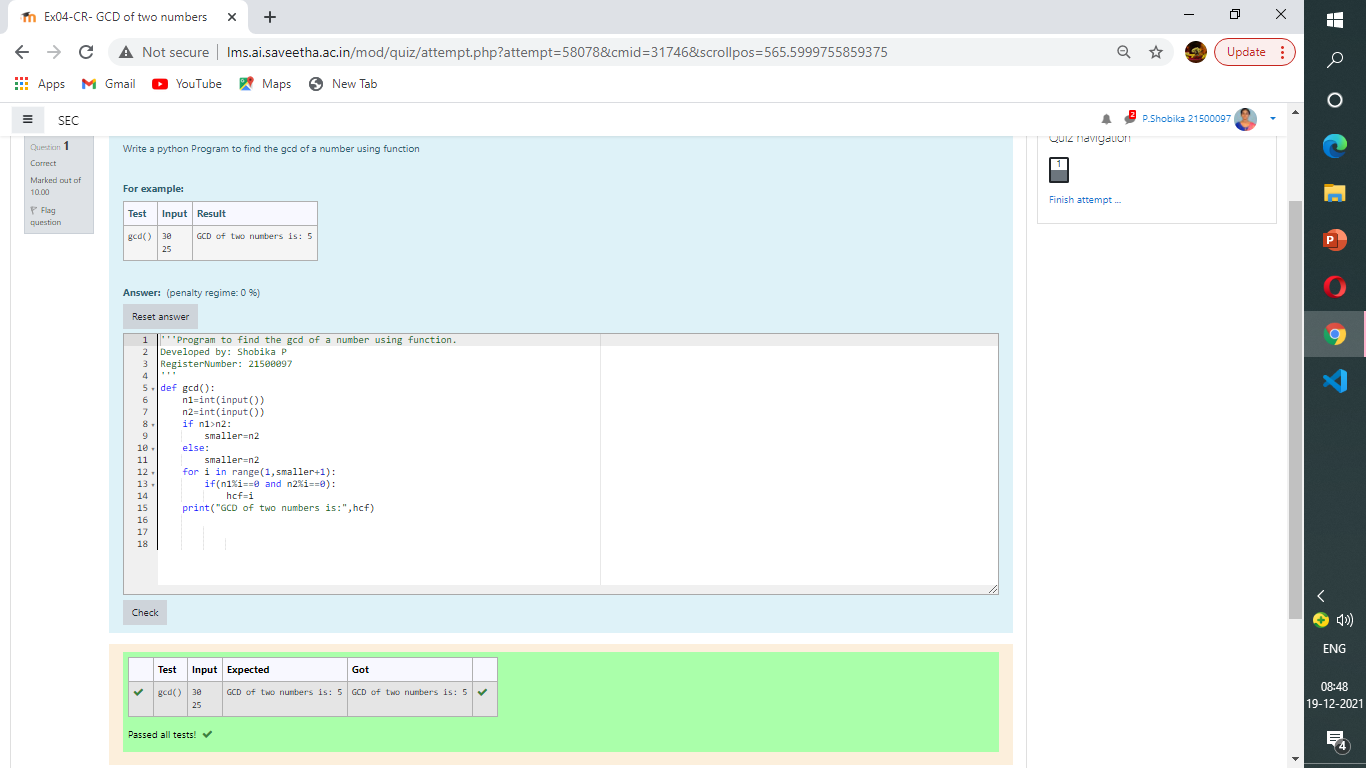 Ex04-CR- GCD of two numbers
Not secure
lms.ai.saveetha.ac.in/mod/quiz/attempt.php?attempt=58078&cmid=31746&scrollpos=565.5999755859375
Update
Apps
Gmail
YouTube
Maps
New Tab
SEC
2
P.Shobika 21500097
Question 1
Correct
Marked out of
10.00
Flag
question
Write a python Program to find the gcd of a number using function
For example:
Test Input Result
gcd() 30 GCD of two numbers is: 5
25
Answer: (penalty regime: 0 %)
Reset answer
1 '''Program to find the gcd of a number using function.
2 Developed by: Shobika P
3 RegisterNumber: 21500097
4 '''
5 def gcd():
6     n1=int(input())
7     n2=int(input())
8     if n1>n2:
9         smaller=n2
10     else:
11         smaller=n2
12     for i in range(1,smaller+1):
13         if(n1%i==0 and n2%i==0):
14             hcf=i
15     print("GCD of two numbers is:",hcf)
16
17
18
Check
Test Input Expected Got
gcd() 30 GCD of two numbers is: 5 GCD of two numbers is: 5
25
Passed all tests!
Quiz navigation
1
Finish attempt ...
ENG
08:48
19-12-2021
4